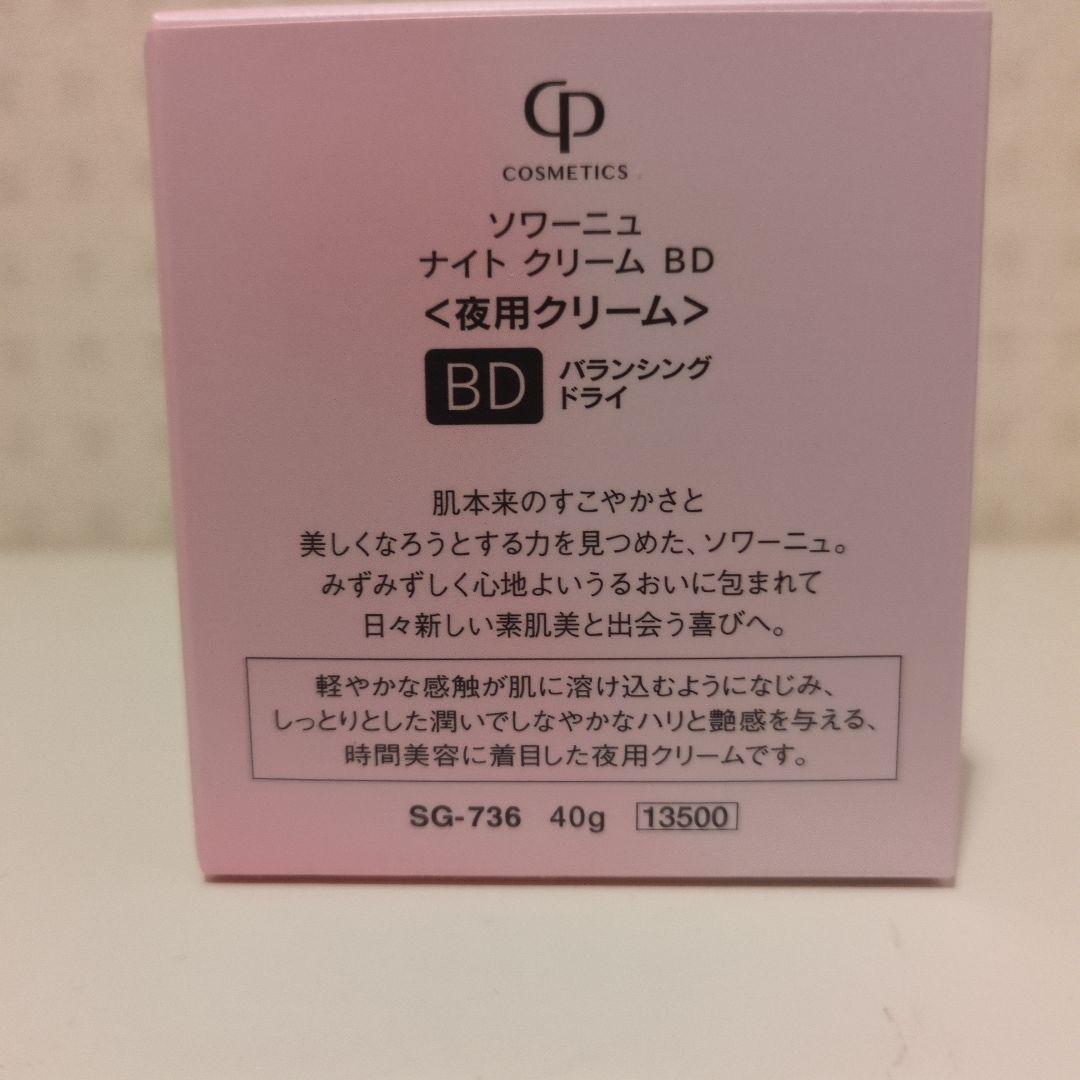 CP
COSMETICS
ソワーニュ
ナイト クリーム BD
<夜用クリーム>
BD バランシング
ドライ
肌本来のすこやかさと
美しくなろうとする力を見つめた、ソワーニュ。
みずみずしく心地よいうるおいに包まれて
日々新しい素肌美と出会う喜びへ。
軽やかな感触が肌に溶け込むようになじみ、
しっとりとした潤いでしなやかなハリと艶感を与える、
時間美容に着目した夜用クリームです。
SG-736 40g 13500